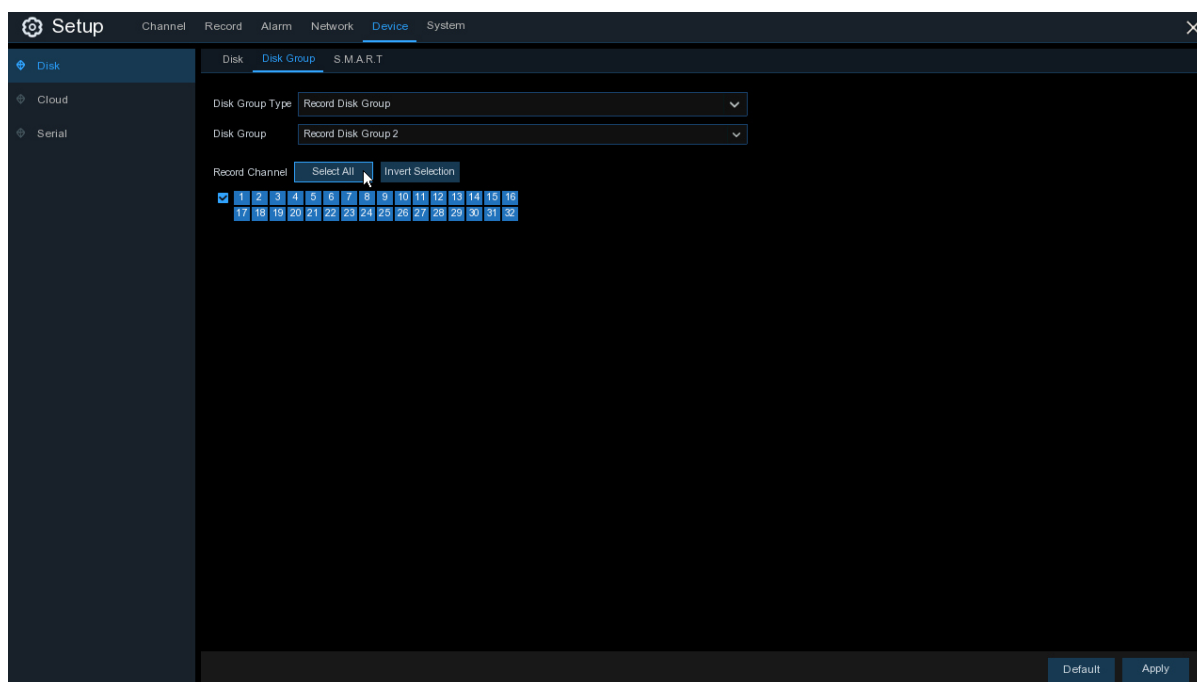 Setup Channel Record Alarm Network Device System
Disk
Cloud
Serial
Disk Disk Group S.M.A.R.T
Disk Group Type Record Disk Group
Disk Group Record Disk Group 2
Record Channel Select All Invert Selection
1 2 3 4 5 6 7 8 9 10 11 12 13 14 15 16
17 18 19 20 21 22 23 24 25 26 27 28 29 30 31 32
Default Apply